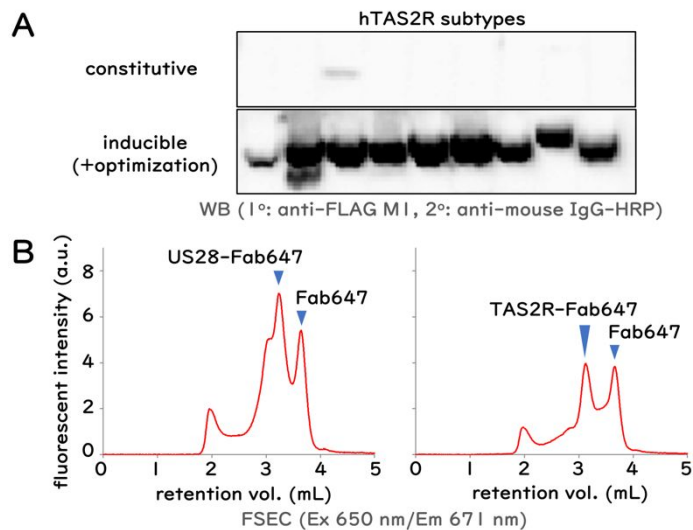 A
hTAS2R subtypes
constitutive
inducible
(+optimization)
WB (1°: anti-FLAG M1, 2°: anti-mouse IgG-HRP)
B
fluorescent intensity (a.u.)
8
6
4
2
0
US28-Fab647
Fab647
0 1 2 3 4 5
retention vol. (mL)
TAS2R-Fab647
Fab647
0 1 2 3 4 5
retention vol. (mL)
FSEC (Ex 650 nm/Em 671 nm)